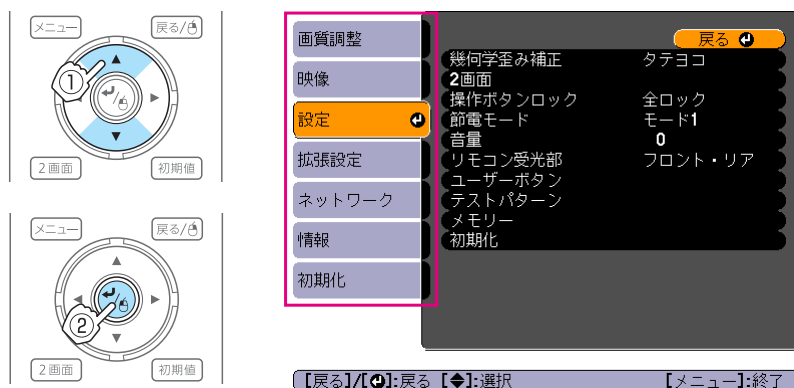 メニュー
戻る/
①
2画面
初期値
メニュー
戻る/
②
2画面
初期値
画質調整
映像
設定
拡張設定
ネットワーク
情報
初期化
戻る
幾何学歪み補正 タテヨコ
2画面
操作ボタンロック 全ロック
節電モード モード1
音量 0
リモコン受光部 フロント・リア
ユーザーボタン
テストパターン
メモリー
初期化
[戻る]/[⏎]:戻る [◆]:選択 [メニュー]:終了